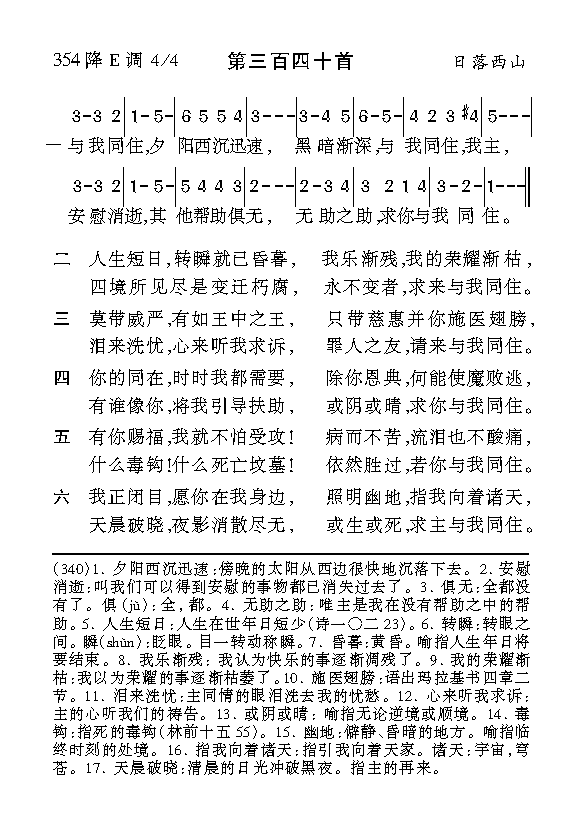 354 降 E 调 4/4 第三百四十首 日落西山
3-3 2|1-5-|6 5 5 4|3---|3-4 5|6-5-|4 2 3 #4|5---|
一 与我同住,夕 阳西沉迅速， 黑 暗渐深,与 我同住,我主，
3-3 2|1-5-|5 4 4 3|2---|2-3 4|3 2 1 4|3-2-|1---‖
安慰消逝,其 他帮助俱无， 无 助之助,求你与我 同 住。
二 人生短日,转瞬就已昏暮， 我乐渐残,我的荣耀渐枯，
四境所见尽是变迁朽腐， 永不变者,求来与我同住。
三 莫带威严,有如王中之王， 只带慈惠并你施医翅膀，
泪来洗忧,心来听我求诉， 罪人之友,请来与我同住。
四 你的同在,时时我都需要， 除你恩典,何能使魔败逃，
有谁像你,将我引导扶助， 或阴或晴,求你与我同住。
五 有你赐福,我就不怕受攻！ 病而不苦,流泪也不酸痛，
什么毒钩!什么死亡坟墓！ 依然胜过,若你与我同住。
六 我正闭目,愿你在我身边， 照明幽地,指我向着诸天，
天晨破晓,夜影消散尽无， 或生或死,求主与我同住。
(340)1. 夕阳西沉迅速:傍晚的太阳从西边很快地沉落下去。2. 安慰
消逝:叫我们可以得到安慰的事物都已消失过去了。3. 俱无:全都没
有了。俱(jù):全,都。4. 无助之助:唯主是我在没有帮助之中的帮
助。5. 人生短日:人生在世年日短少(诗一〇二 23)。6. 转瞬:转眼之
间。瞬(shùn):眨眼。目一转动称瞬。7. 昏暮:黄昏。喻指人生年日将
要结束。8. 我乐渐残: 我认为快乐的事逐渐凋残了。9. 我的荣耀渐
枯:我以为荣耀的事逐渐枯萎了。10. 施医翅膀:语出玛拉基书四章二
节。11. 泪来洗忧:主同情的眼泪洗去我的忧愁。12. 心来听我求诉:
主的心听我们的祷告。13. 或阴或晴: 喻指无论逆境或顺境。14. 毒
钩:指死的毒钩(林前十五 55)。15. 幽地:僻静、昏暗的地方。喻指临
终时刻的处境。16. 指我向着诸天:指引我向着天家。诸天:宇宙,穹
苍。17. 天晨破晓:清晨的日光冲破黑夜。指主的再来。